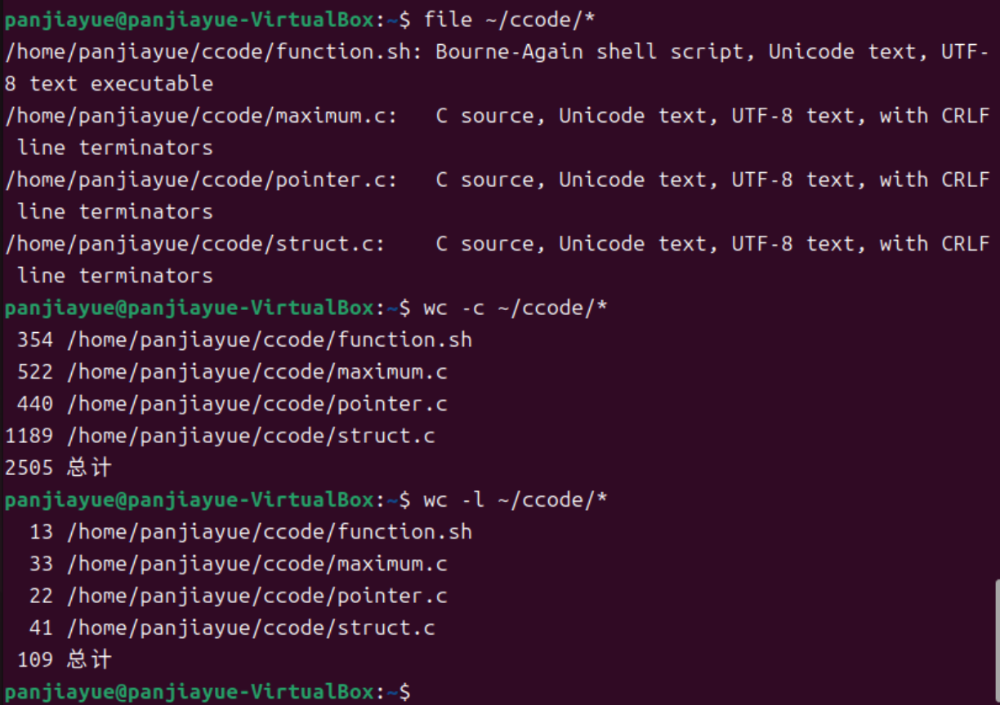 panjiayue@panjiayue-VirtualBox:~$ file ~/ccode/*
/home/panjiayue/ccode/function.sh: Bourne-Again shell script, Unicode text, UTF-
8 text executable
/home/panjiayue/ccode/maximum.c:   C source, Unicode text, UTF-8 text, with CRLF
 line terminators
/home/panjiayue/ccode/pointer.c:   C source, Unicode text, UTF-8 text, with CRLF
 line terminators
/home/panjiayue/ccode/struct.c:    C source, Unicode text, UTF-8 text, with CRLF
 line terminators
panjiayue@panjiayue-VirtualBox:~$ wc -c ~/ccode/*
 354 /home/panjiayue/ccode/function.sh
 522 /home/panjiayue/ccode/maximum.c
 440 /home/panjiayue/ccode/pointer.c
1189 /home/panjiayue/ccode/struct.c
2505 总计
panjiayue@panjiayue-VirtualBox:~$ wc -l ~/ccode/*
  13 /home/panjiayue/ccode/function.sh
  33 /home/panjiayue/ccode/maximum.c
  22 /home/panjiayue/ccode/pointer.c
  41 /home/panjiayue/ccode/struct.c
 109 总计
panjiayue@panjiayue-VirtualBox:~$